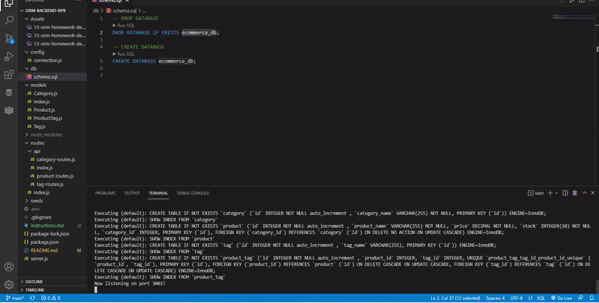 ORM-BACKEND-BPR
Assets
13-orm-homework-de...
13-orm-homework-de...
13-orm-homework-de...
config
connection.js
db
schema.sql
models
Category.js
index.js
Product.js
ProductTag.js
Tag.js
node_modules
routes
api
category-routes.js
index.js
product-routes.js
tag-routes.js
index.js
seeds
.env
.gitignore
instructions.md M
package-lock.json
package.json
README.md M
server.js
OUTLINE
TIMELINE
schema.sql
db > schema.sql
1 -- DROP DATABASE
Run SQL
2 DROP DATABASE IF EXISTS ecommerce_db;
3
4 -- CREATE DATABASE
Run SQL
5 CREATE DATABASE ecommerce_db;
6
7
PROBLEMS OUTPUT TERMINAL DEBUG CONSOLE
bash
Executing (default): CREATE TABLE IF NOT EXISTS `category` (`id` INTEGER NOT NULL auto_increment , `category_name` VARCHAR(255) NOT NULL, PRIMARY KEY (`id`)) ENGINE=InnoDB;
Executing (default): SHOW INDEX FROM `category`
Executing (default): CREATE TABLE IF NOT EXISTS `product` (`id` INTEGER NOT NULL auto_increment , `product_name` VARCHAR(255) NOT NULL, `price` DECIMAL NOT NULL, `stock` INTEGER(10) NOT NUL
L, `category_id` INTEGER, PRIMARY KEY (`id`), FOREIGN KEY (`category_id`) REFERENCES `category` (`id`) ON DELETE NO ACTION ON UPDATE CASCADE) ENGINE=InnoDB;
Executing (default): SHOW INDEX FROM `product`
Executing (default): CREATE TABLE IF NOT EXISTS `tag` (`id` INTEGER NOT NULL auto_increment , `tag_name` VARCHAR(255), PRIMARY KEY (`id`)) ENGINE=InnoDB;
Executing (default): SHOW INDEX FROM `tag`
Executing (default): CREATE TABLE IF NOT EXISTS `product_tag` (`id` INTEGER NOT NULL auto_increment , `product_id` INTEGER, `tag_id` INTEGER, UNIQUE `product_tag_tag_id_product_id_unique` (
`product_id`, `tag_id`), PRIMARY KEY (`id`), FOREIGN KEY (`product_id`) REFERENCES `product` (`id`) ON DELETE CASCADE ON UPDATE CASCADE, FOREIGN KEY (`tag_id`) REFERENCES `tag` (`id`) ON DE
LETE CASCADE ON UPDATE CASCADE) ENGINE=InnoDB;
Executing (default): SHOW INDEX FROM `product_tag`
Now listening on port 3001!
main* 0 0 Ln 2, Col 37 (12 selected) Spaces: 4 UTF-8 LF SQL Go Live